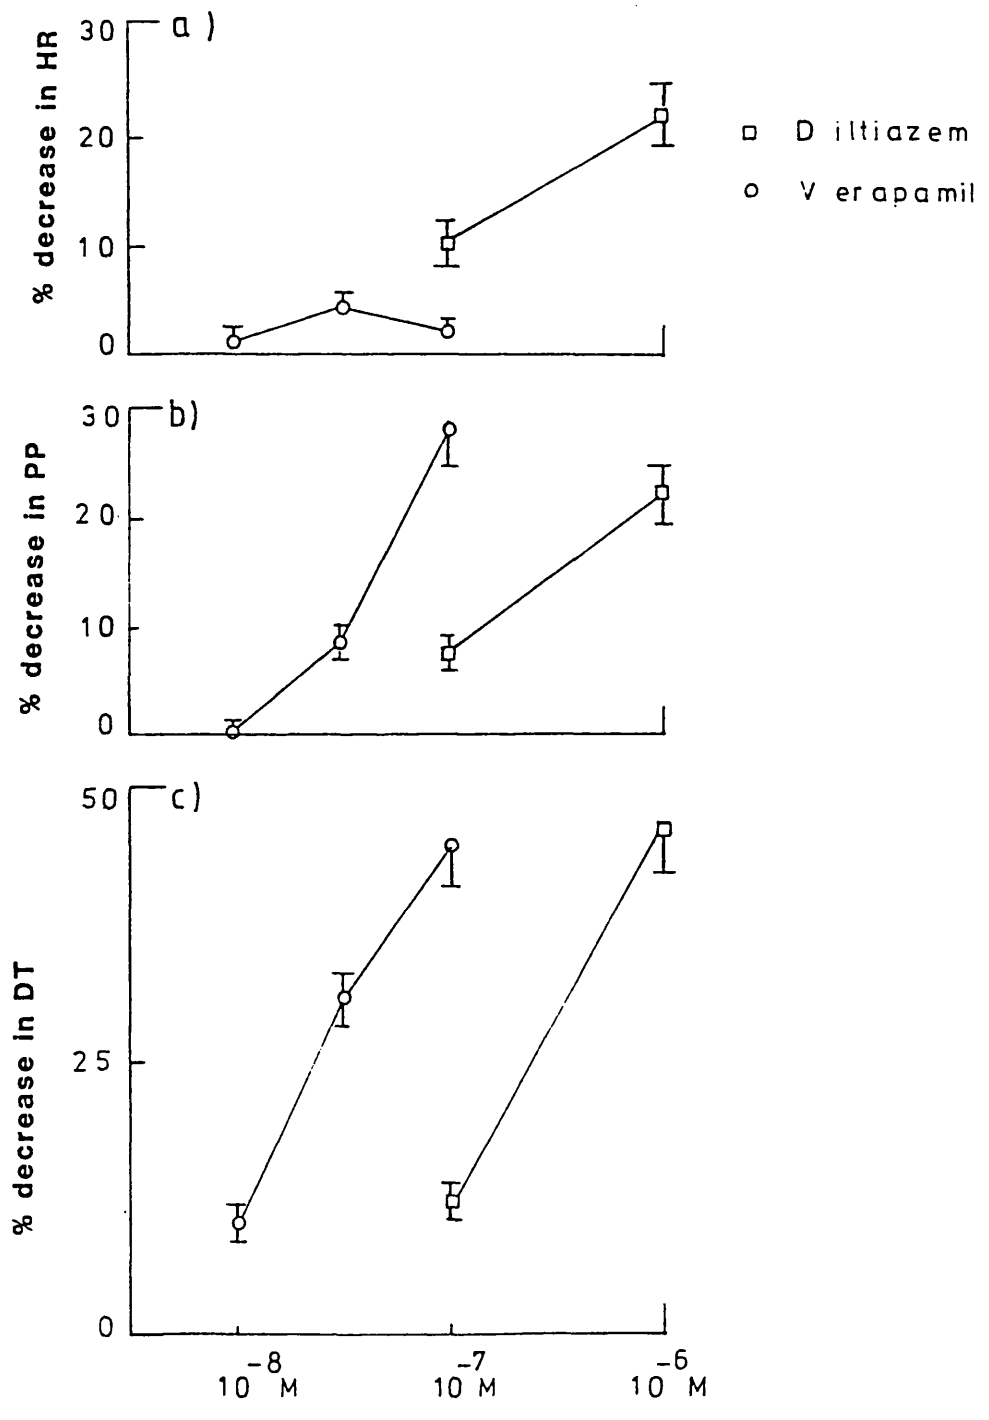 30
a)
% decrease in HR
20
10
0
Diltiazem
Verapamil
30
b)
% decrease in PP
20
10
0
50
c)
% decrease in DT
25
0
10⁻⁸ M
10⁻⁷ M
10⁻⁶ M